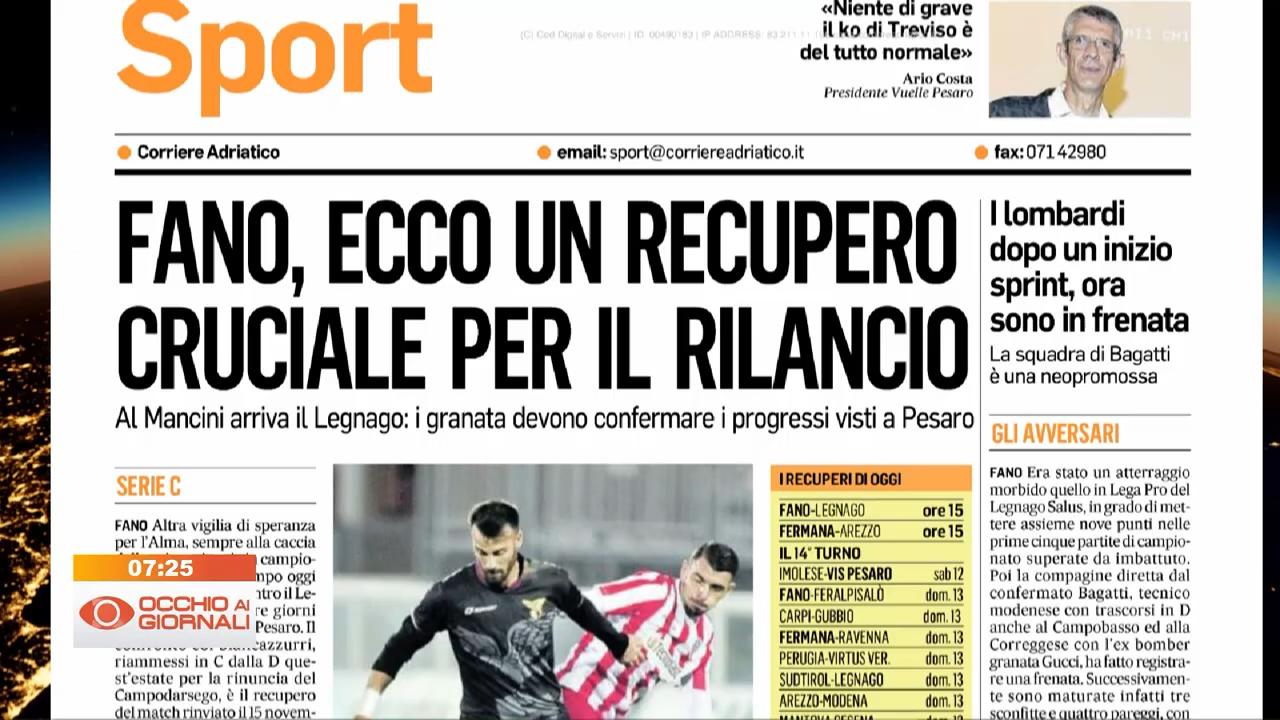 Sport
«Niente di grave
il ko di Treviso è
del tutto normale»
Ario Costa
Presidente Vuelle Pesaro
Corriere Adriatico
email: sport@corriereadriatico.it
fax: 071 42980
FANO, ECCO UN RECUPERO
CRUCIALE PER IL RILANCIO
Al Mancini arriva il Legnago: i granata devono confermare i progressi visti a Pesaro
SERIE C
FANO Altra vigilia di speranza
per l'Alma, sempre alla caccia
campio-
oggi
il Le-
giorni
Pesaro. Il
riammessi in C dalla D que-
st'estate per la rinuncia del
Campodarsego, è il recupero
del match rinviato il 15 novem-
07:25
OCCHIO AI
GIORNALI
I RECUPERI DI OGGI
FANO-LEGNAGO ore 15
FERMANA-AREZZO ore 15
IL 14° TURNO
IMOLESE-VIS PESARO sab 12
FANO-FERALPISALÒ dom. 13
CARPI-GUBBIO dom. 13
FERMANA-RAVENNA dom. 13
PERUGIA-VIRTUS VER. dom. 13
SUDTIROL-LEGNAGO dom. 13
AREZZO-MODENA dom. 13
I lombardi
dopo un inizio
sprint, ora
sono in frenata
La squadra di Bagatti
è una neopromossa
GLI AVVERSARI
FANO Era stato un atterraggio
morbido quello in Lega Pro del
Legnago Salus, in grado di met-
tere assieme nove punti nelle
prime cinque partite di campio-
nato superate da imbattuto.
Poi la compagine diretta dal
confermato Bagatti, tecnico
modenese con trascorsi in D
anche al Campobasso ed alla
Correggese con l'ex bomber
granata Gucci, ha fatto registra-
re una frenata. Successivamen-
te sono maturate infatti tre
sconfitte e quattro pareggi, con